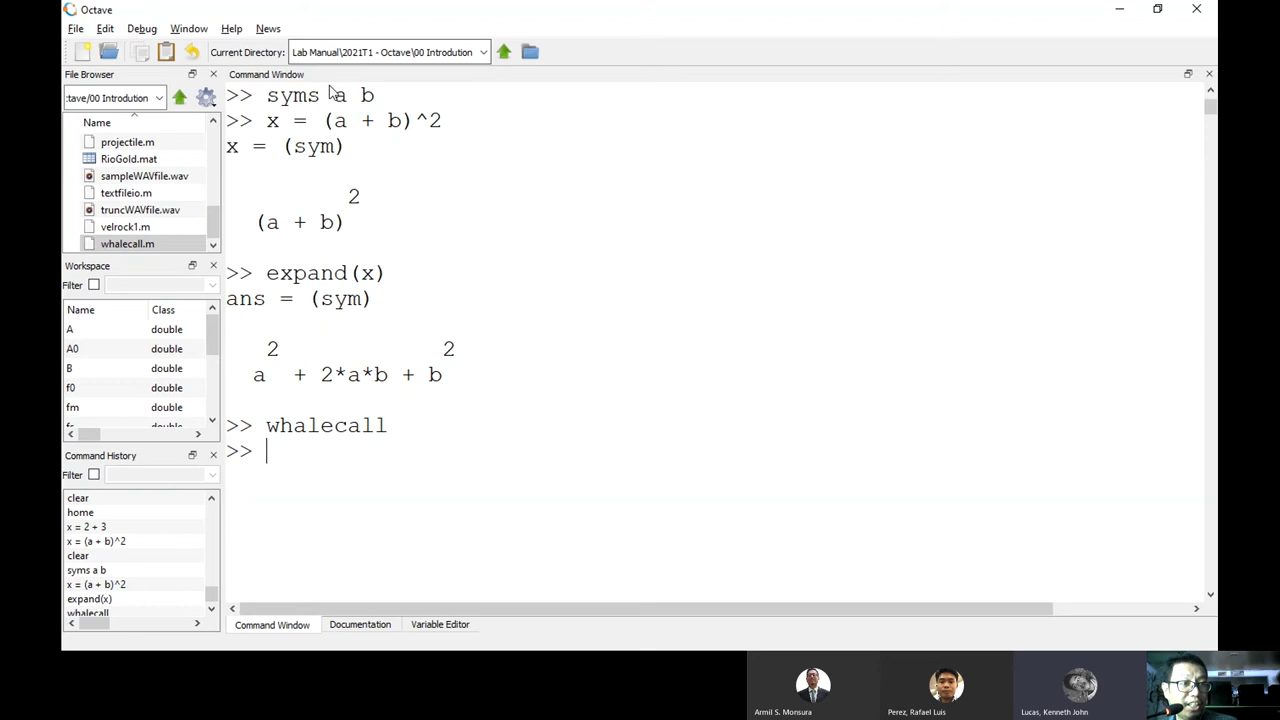 Octave
File Edit Debug Window Help News
Current Directory: Lab Manual\2021T1 - Octave\00 Introdution
File Browser
:tave/00 Introdution
Name
projectile.m
RioGold.mat
sampleWAVfile.wav
textfileio.m
truncWAVfile.wav
velrock1.m
whalecall.m
Workspace
Filter
Name Class
A double
A0 double
B double
f0 double
fm double
fs double
Command History
Filter
clear
home
x = 2 + 3
x = (a + b)^2
clear
syms a b
x = (a + b)^2
expand(x)
whalecall
Command Window
>> syms a b
>> x = (a + b)^2
x = (sym)
2
(a + b)
>> expand(x)
ans = (sym)
2 2
a + 2*a*b + b
>> whalecall
>>
Command Window Documentation Variable Editor
Armil S. Monsura
Perez, Rafael Luis
Lucas, Kenneth John